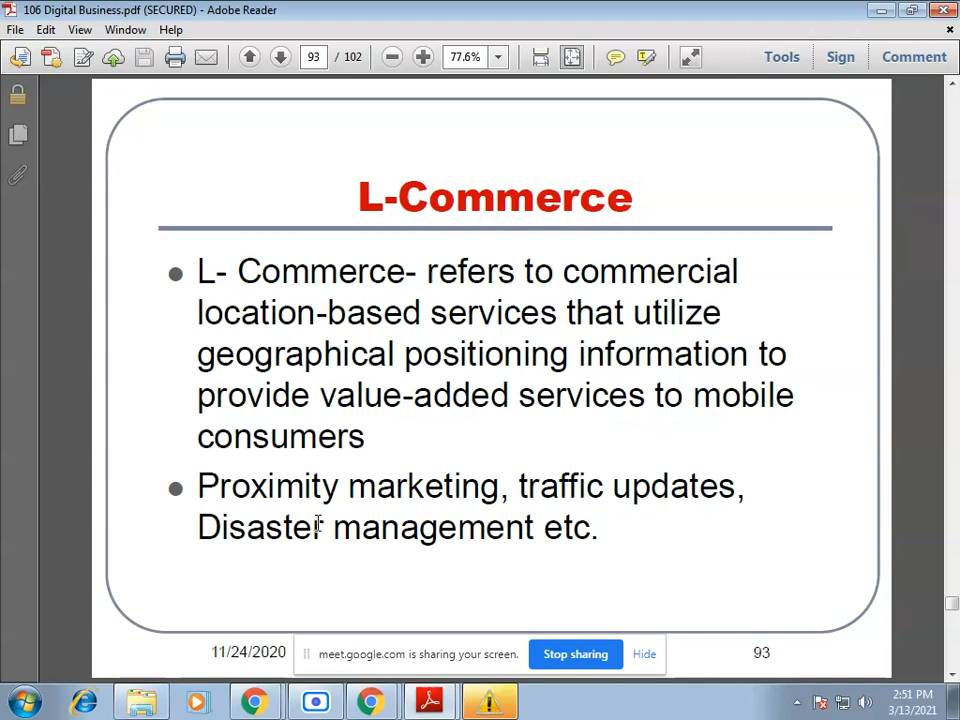 106 Digital Business.pdf (SECURED) - Adobe Reader
File Edit View Window Help
93 / 102 77.6% Tools Sign Comment
L-Commerce
L- Commerce- refers to commercial
location-based services that utilize
geographical positioning information to
provide value-added services to mobile
consumers
Proximity marketing, traffic updates,
Disaster management etc.
11/24/2020 93
meet.google.com is sharing your screen. Stop sharing Hide
2:51 PM
3/13/2021